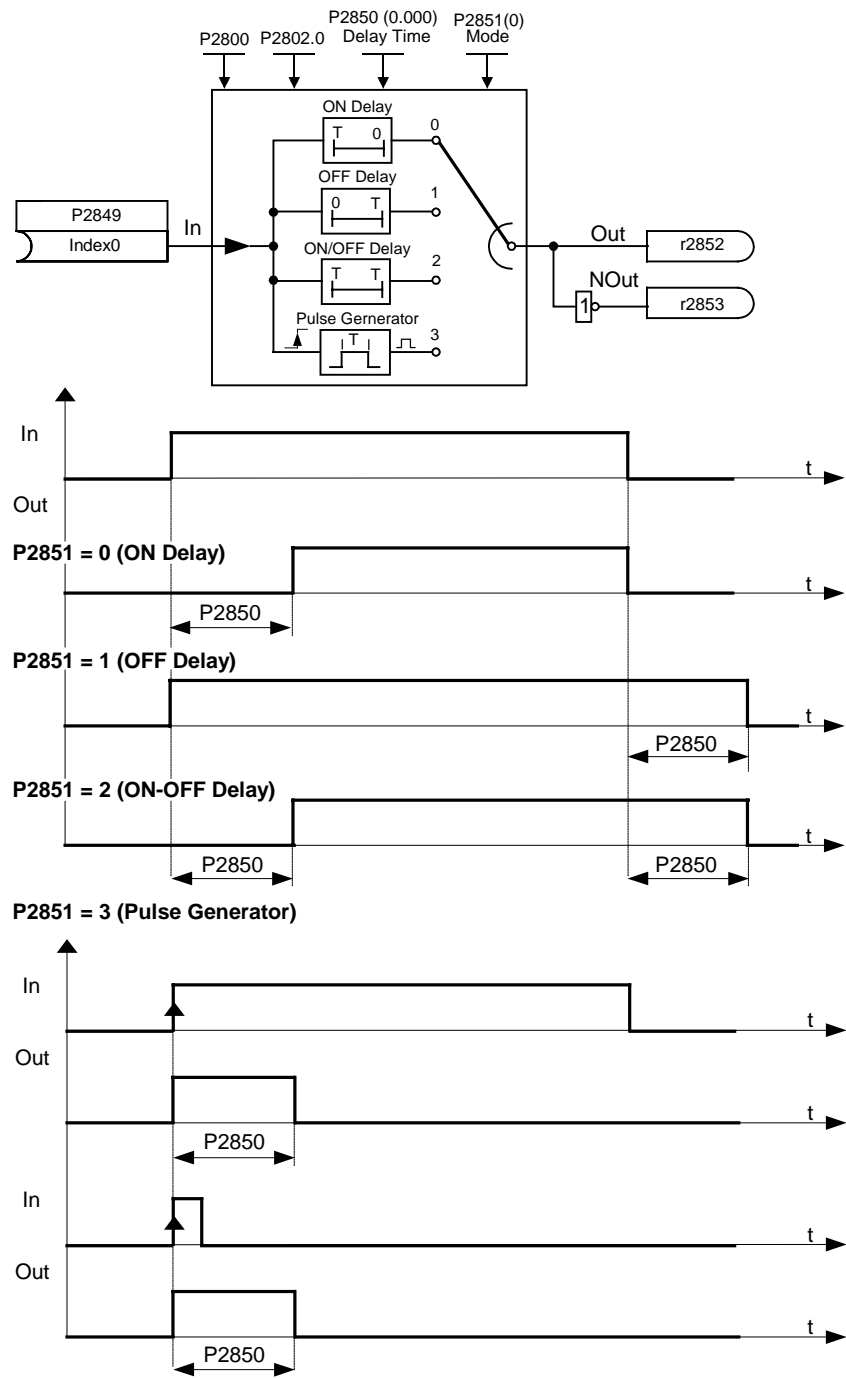 P2800 P2802.0 P2850 (0.000) P2851(0)
Delay Time Mode
ON Delay
T 0 0
OFF Delay
0 T 1
P2849
Index0 In
ON/OFF Delay
T T 2
Out r2852
NOut
1 r2853
Pulse Gernerator
T 3
In
t
Out
P2851 = 0 (ON Delay)
t
P2850
P2851 = 1 (OFF Delay)
t
P2850
P2851 = 2 (ON-OFF Delay)
t
P2850 P2850
P2851 = 3 (Pulse Generator)
In
t
Out
t
P2850
In
t
Out
t
P2850